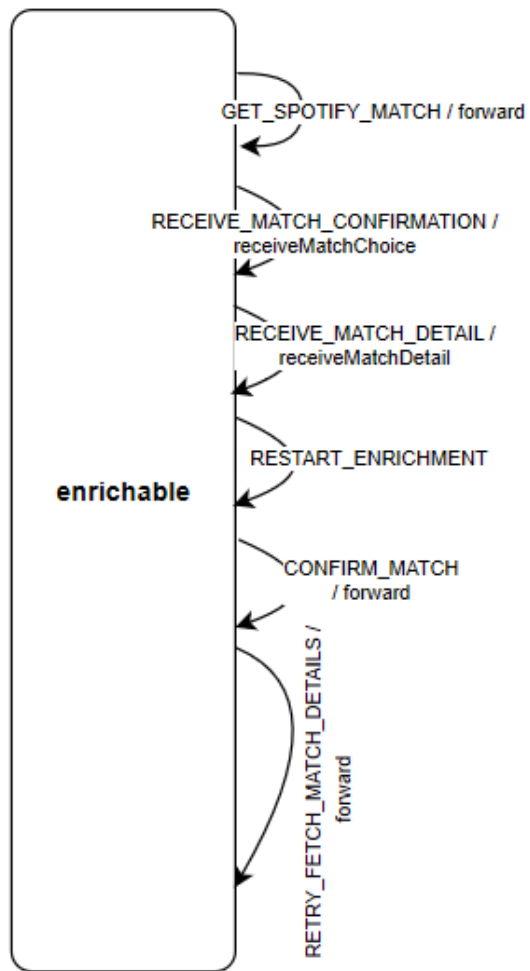 GET_SPOTIFY_MATCH / forward
RECEIVE_MATCH_CONFIRMATION /
receiveMatchChoice
RECEIVE_MATCH_DETAIL /
receiveMatchDetail
RESTART_ENRICHMENT
enrichable
CONFIRM_MATCH
/ forward
RETRY_FETCH_MATCH_DETAILS /
forward